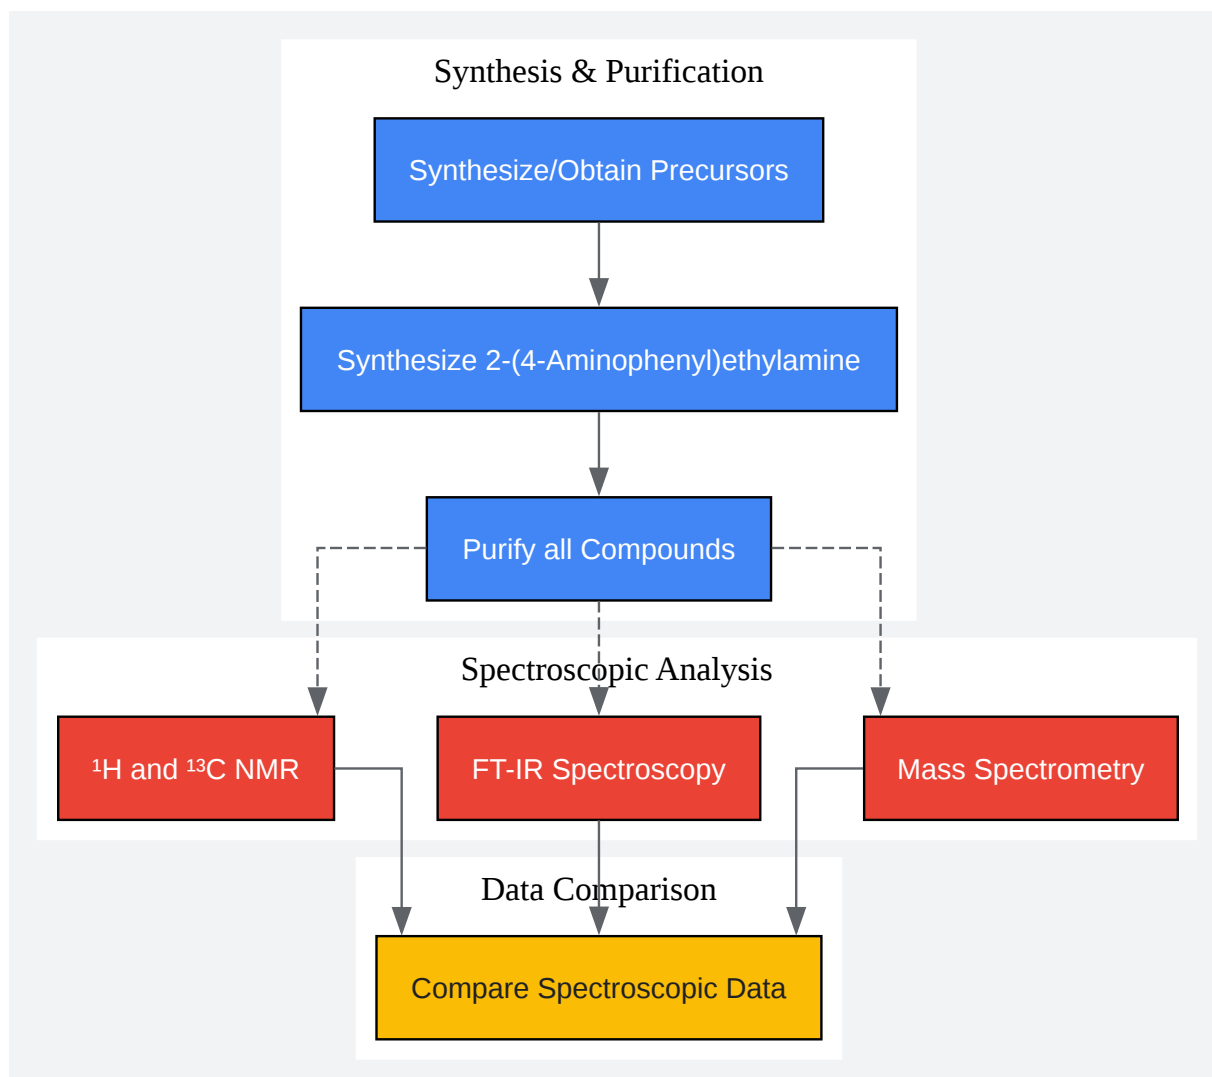 Synthesis & Purification
Synthesize/Obtain Precursors
Synthesize 2-(4-Aminophenyl)ethylamine
Purify all Compounds
Spectroscopic Analysis
¹H and ¹³C NMR
FT-IR Spectroscopy
Mass Spectrometry
Data Comparison
Compare Spectroscopic Data